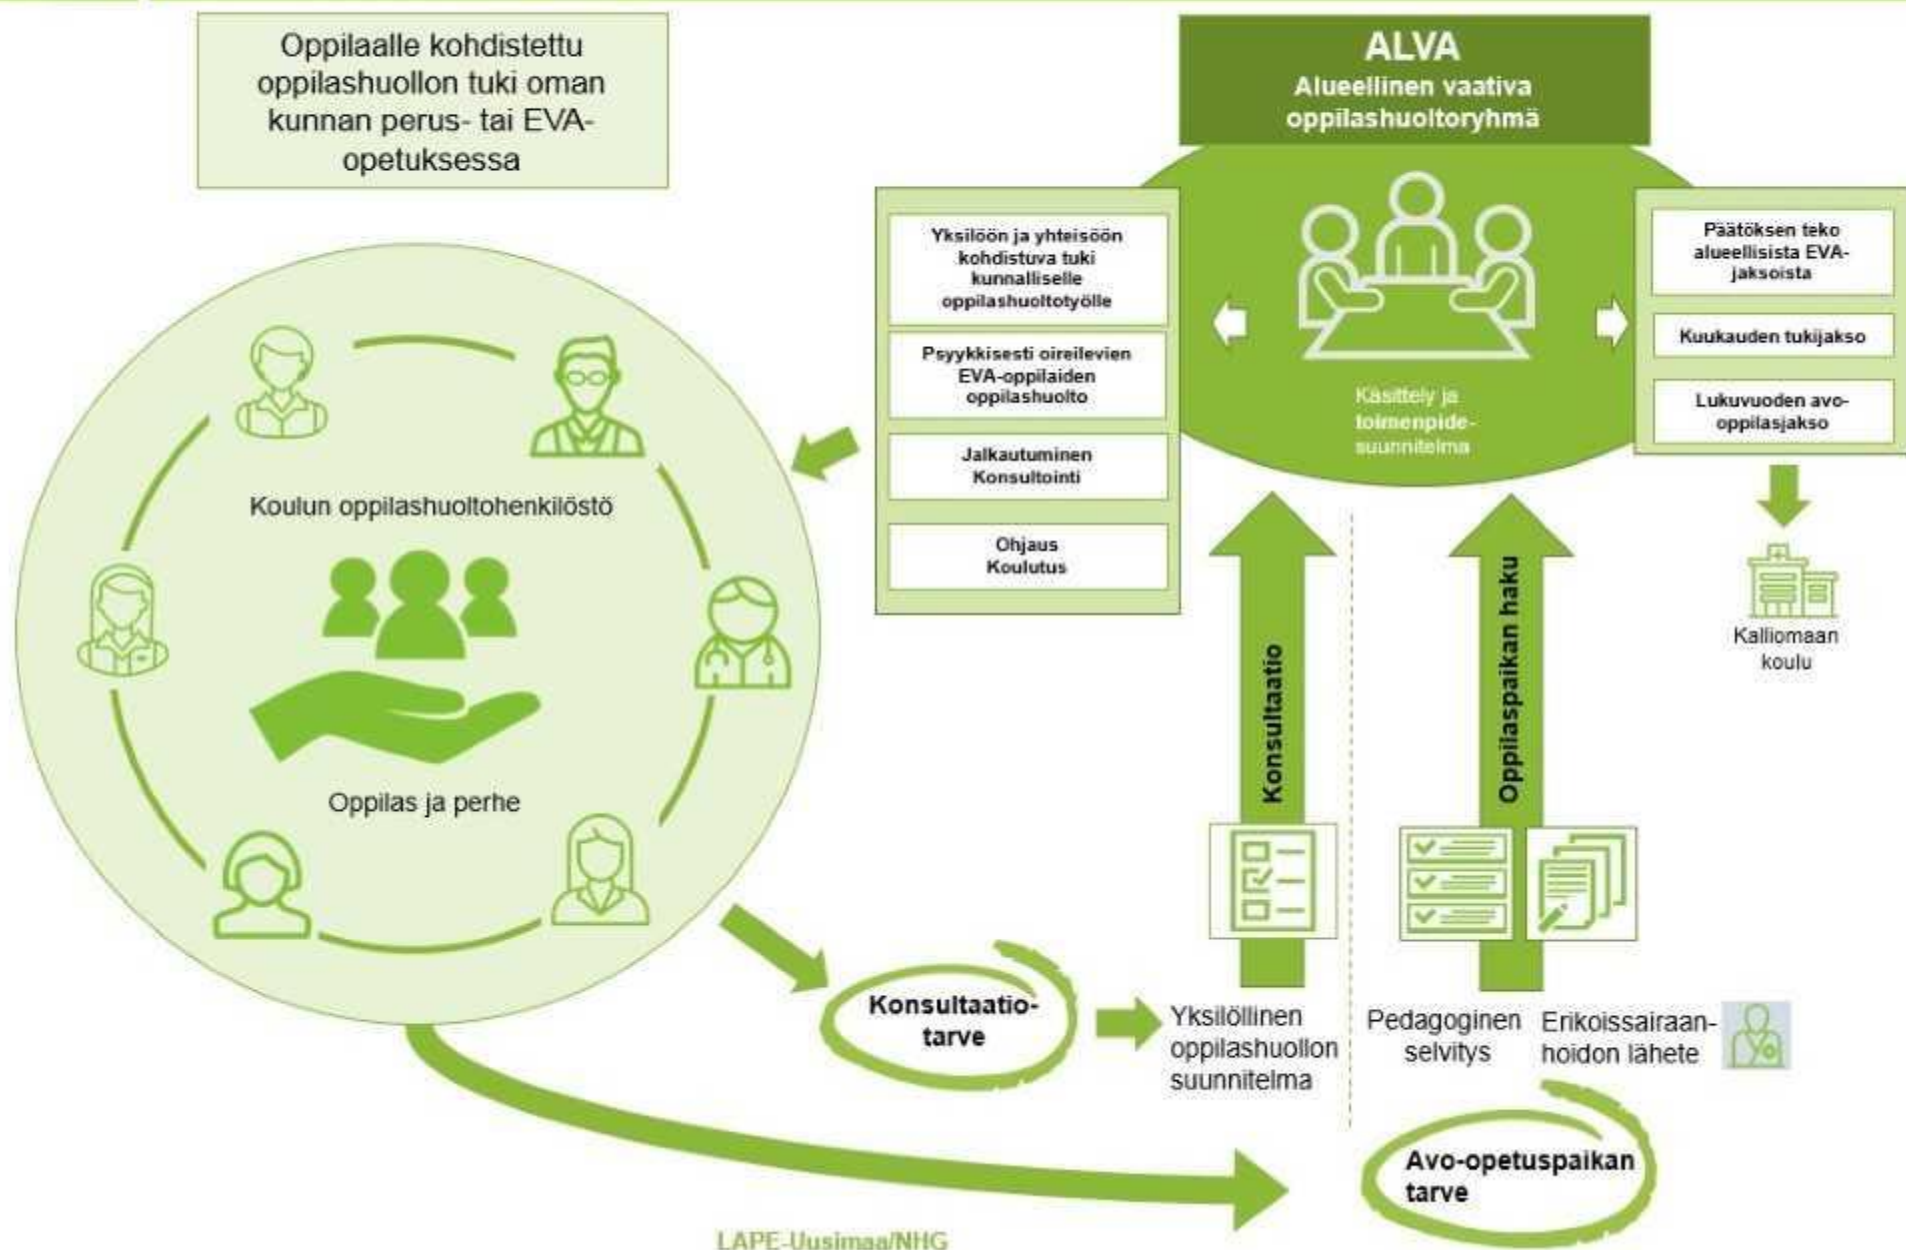 Oppilaalle kohdistettu
oppilashuollon tuki oman
kunnan perus- tai EVA-
opetuksessa
ALVA
Alueellinen vaativa
oppilashuoltoryhmä
Yksilöön ja yhteisöön
kohdistuva tuki
kunnalliselle
oppilashuoltotyölle
Psyykkisesti oireilevien
EVA-oppilaiden
oppilashuolto
Jalkautuminen
Konsultointi
Ohjaus
Koulutus
Käsittely ja
toimenpide-
suunnitelma
Päätöksen teko
alueellisista EVA-
jaksoista
Kuukauden tukijakso
Lukuvuoden avo-
oppilasjakso
Kalliomaan
koulu
Koulun oppilashuoltohenkilöstö
Oppilas ja perhe
Konsultaatio
Oppilaspaikan haku
Konsultaatio-
tarve
Yksilöllinen
oppilashuollon
suunnitelma
Pedagoginen
selvitys
Erikoissairaan-
hoidon lähete
Avo-opetuspaikan
tarve
LAPE-Uusimaa/NHG